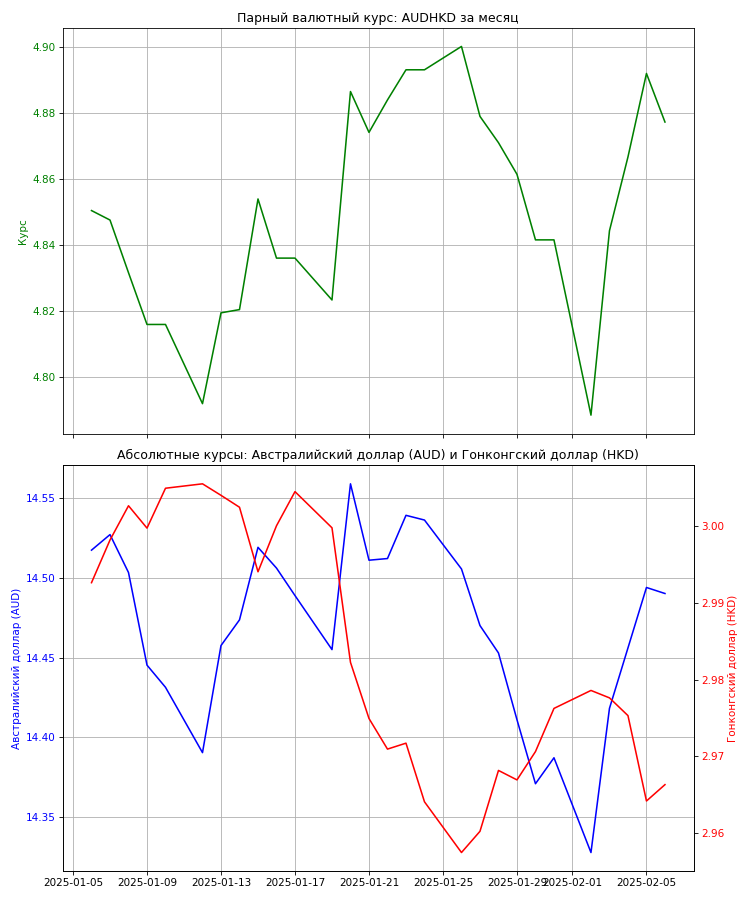 Парный валютный курс: AUDHKD за месяц
4.90
4.88
4.86
4.84
4.82
4.80
Курс
Абсолютные курсы: Австралийский доллар (AUD) и Гонконгский доллар (HKD)
14.55
14.50
14.45
14.40
14.35
Австралийский доллар (AUD)
3.00
2.99
2.98
2.97
2.96
Гонконгский доллар (HKD)
2025-01-05 2025-01-09 2025-01-13 2025-01-17 2025-01-21 2025-01-25 2025-01-29 2025-02-01 2025-02-05